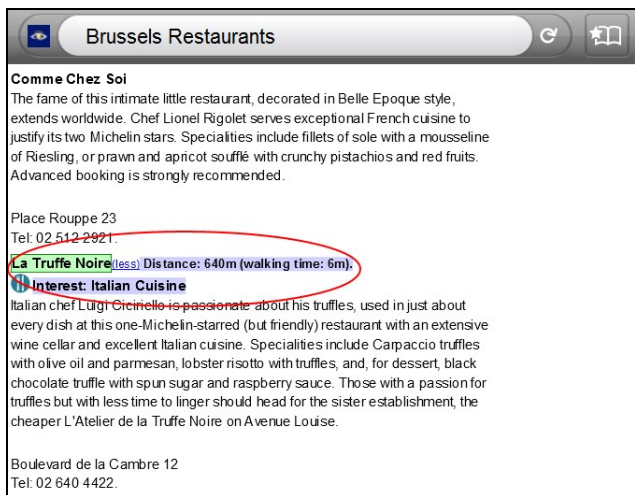 Brussels Restaurants
Comme Chez Soi
The fame of this intimate little restaurant, decorated in Belle Epoque style,
extends worldwide. Chef Lionel Rigolet serves exceptional French cuisine to
justify its two Michelin stars. Specialities include fillets of sole with a mousseline
of Riesling, or prawn and apricot soufflé with crunchy pistachios and red fruits.
Advanced booking is strongly recommended.
Place Rouppe 23
Tel: 02 512 2921.
La Truffe Noire(less) Distance: 640m (walking time: 6m).
Interest: Italian Cuisine
Italian chef Luigi Ciciriello is passionate about his truffles, used in just about
every dish at this one-Michelin-starred (but friendly) restaurant with an extensive
wine cellar and excellent Italian cuisine. Specialities include Carpaccio truffles
with olive oil and parmesan, lobster risotto with truffles, and, for dessert, black
chocolate truffle with spun sugar and raspberry sauce. Those with a passion for
truffles but with less time to linger should head for the sister establishment, the
cheaper L'Atelier de la Truffe Noire on Avenue Louise.
Boulevard de la Cambre 12
Tel: 02 640 4422.